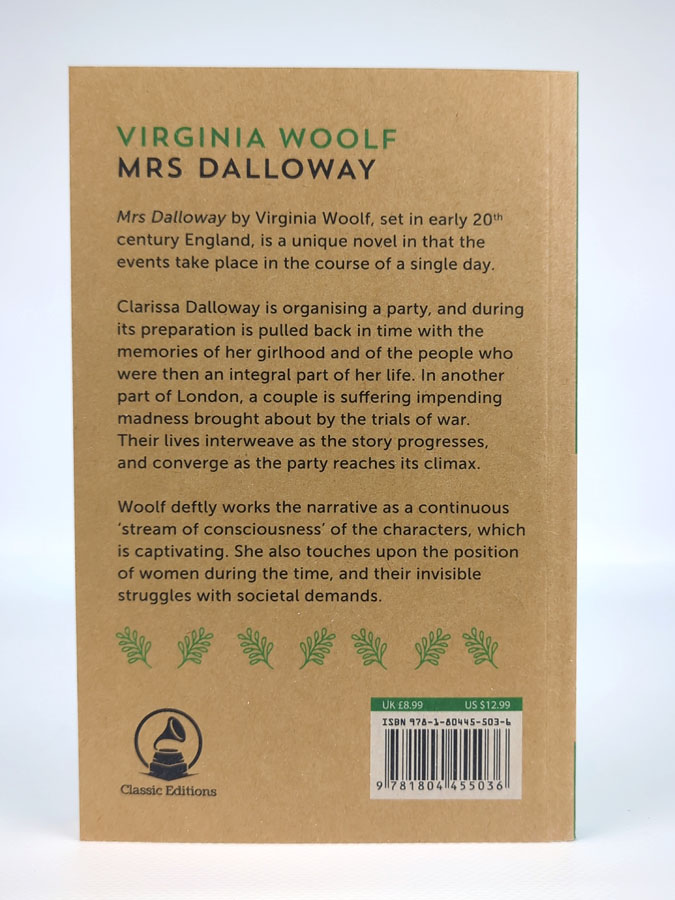 VIRGINIA WOOLF
MRS DALLOWAY
Mrs Dalloway by Virginia Woolf, set in early 20th
century England, is a unique novel in that the
events take place in the course of a single day.
Clarissa Dalloway is organising a party, and during
its preparation is pulled back in time with the
memories of her girlhood and of the people who
were then an integral part of her life. In another
part of London, a couple is suffering impending
madness brought about by the trials of war.
Their lives interweave as the story progresses,
and converge as the party reaches its climax.
Woolf deftly works the narrative as a continuous
‘stream of consciousness’ of the characters, which
is captivating. She also touches upon the position
of women during the time, and their invisible
struggles with societal demands.
UK £8.99 US $12.99
ISBN 978-1-80445-503-6
9 781804 455036
Classic Editions